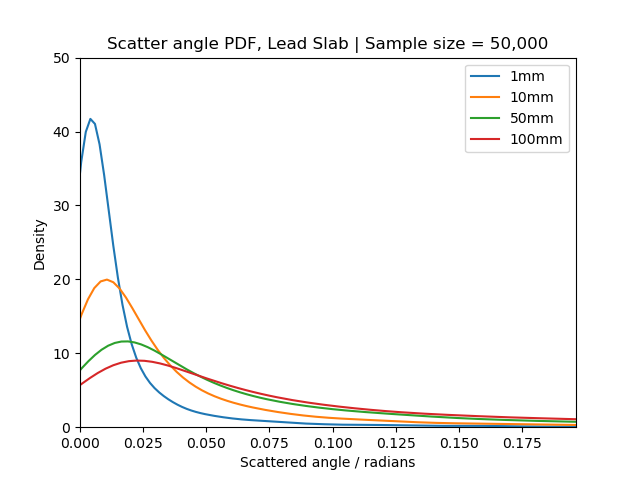 Scatter angle PDF, Lead Slab | Sample size = 50,000
50
40
30
20
10
0
Density
1mm
10mm
50mm
100mm
0.000 0.025 0.050 0.075 0.100 0.125 0.150 0.175
Scattered angle / radians